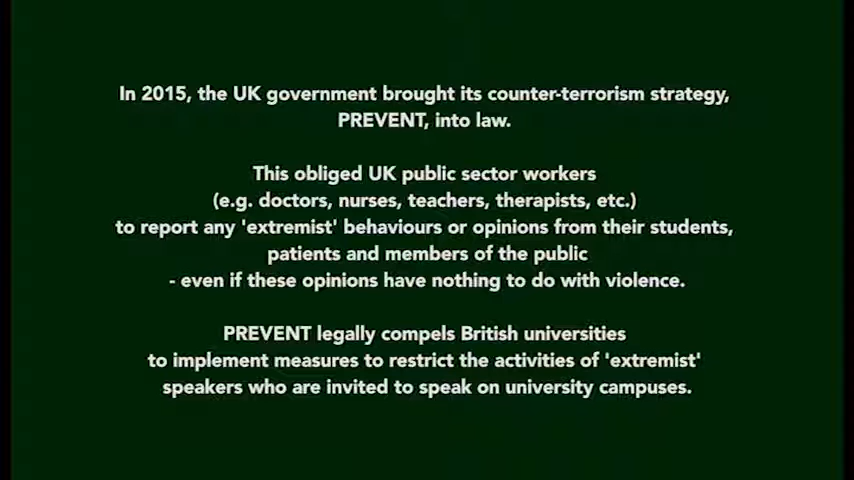 In 2015, the UK government brought its counter-terrorism strategy,
PREVENT, into law.
This obliged UK public sector workers
(e.g. doctors, nurses, teachers, therapists, etc.)
to report any 'extremist' behaviours or opinions from their students,
patients and members of the public
- even if these opinions have nothing to do with violence.
PREVENT legally compels British universities
to implement measures to restrict the activities of 'extremist'
speakers who are invited to speak on university campuses.